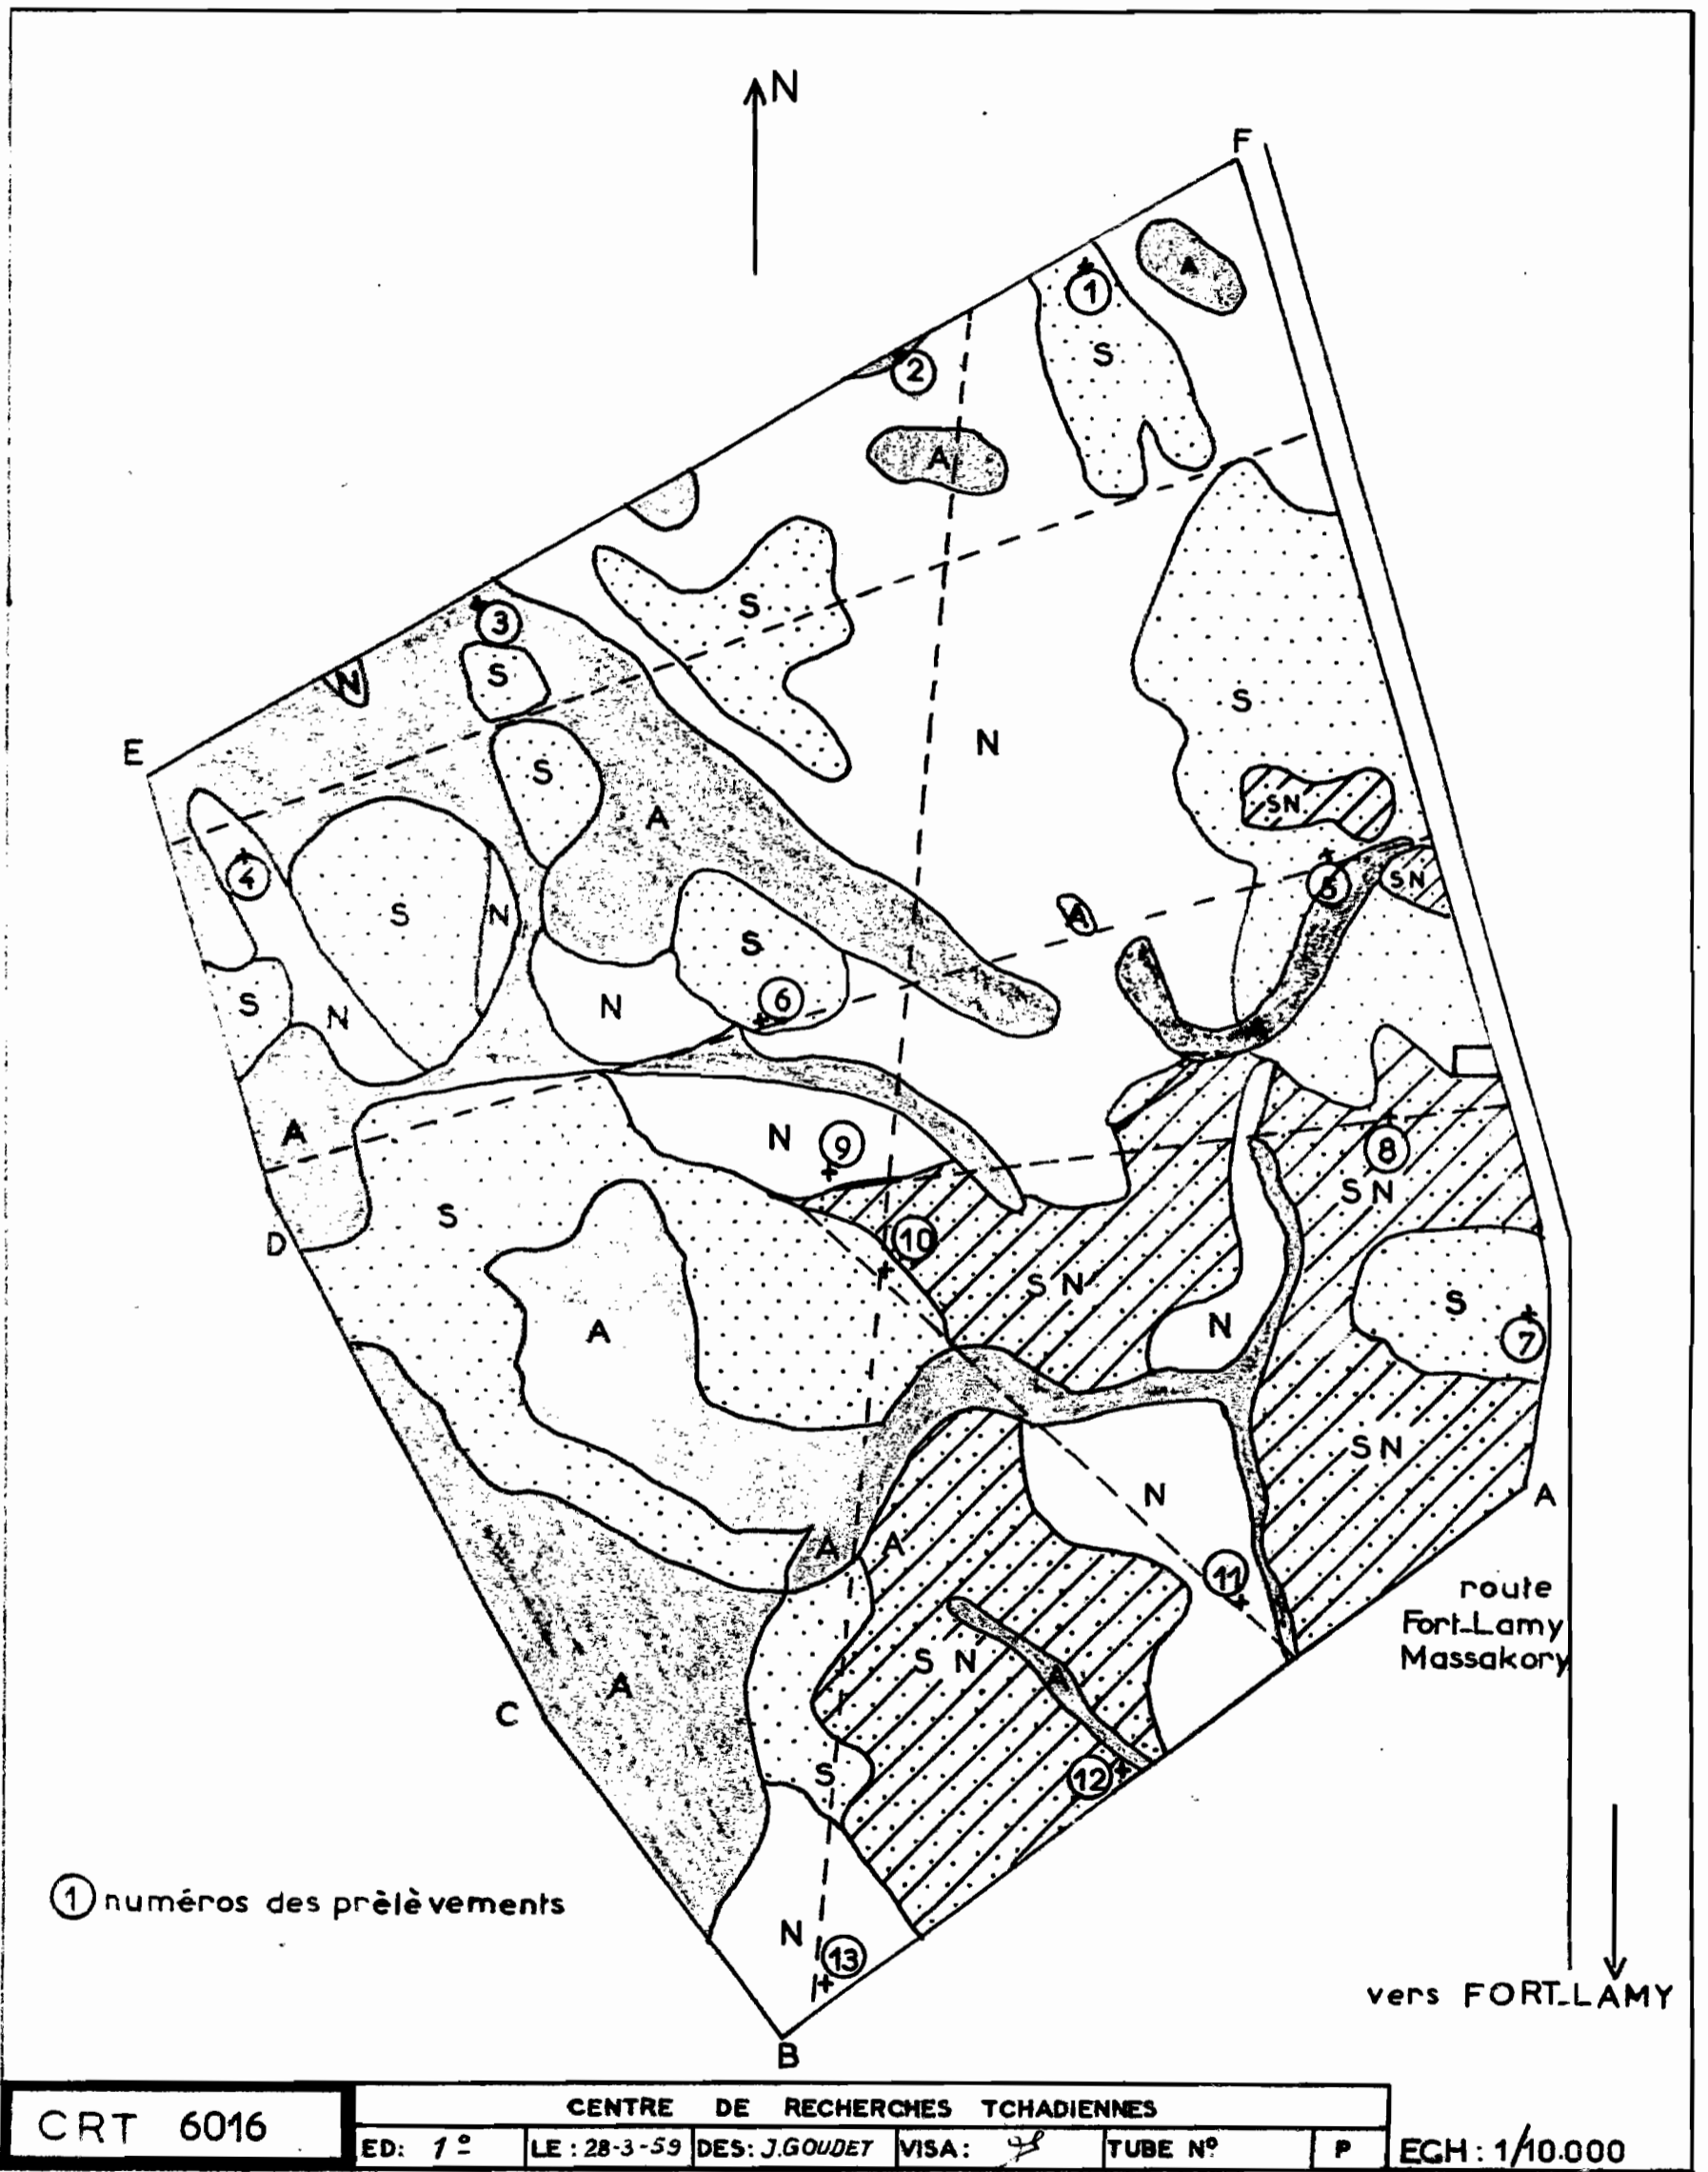 N
F
A
1
S
2
A
3
S
S
N
E
S
S
N
A
SN
4
5
SN
S
N
A
S
6
S
N
N
A
N
9
8
SN
D
S
10
SN
S
7
A
N
SN
N
A
A
A
11
route
Fort-Lamy
Massakory
SN
A
A
C
S
12
1 numéros des prèlèvements
N
13
vers FORT-LAMY
B
CRT 6016
CENTRE DE RECHERCHES TCHADIENNES
ED: 1º LE : 28-3-59 DES: J.GOUDET VISA: TUBE Nº P ECH : 1/10.000